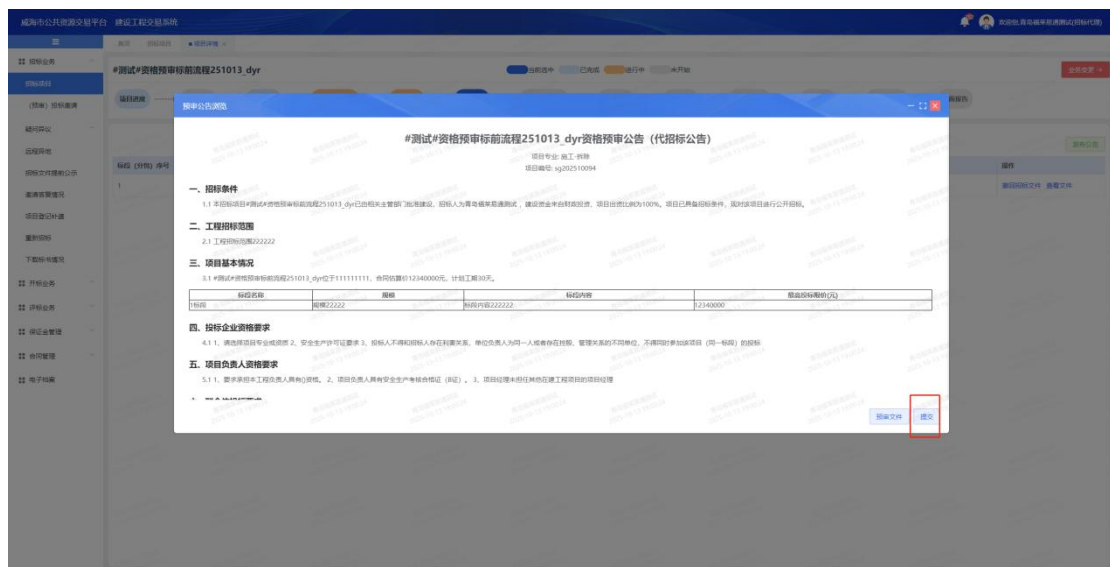 威海市公共资源交易平台 建设工程交易系统
欢迎您,青岛福莱易通测试(招标代理)
首页 招标项目 ●项目详情 ×
招标业务
招标项目
（预审）投标邀请
疑问异议
远程异地
招标文件提前公示
邀请收置情况
项目登记补遗
重新招标
下载标书情况
开标业务
评标业务
保证金管理
合同管理
电子档案
#测试#资格预审标前流程251013_dyr
当前选中 已完成 进行中 未开始
业务变更
项目进度
发布公告
标段（分包）序号
操作
1
撤回招标文件 查看文件
预审公告浏览
#测试#资格预审标前流程251013_dyr资格预审公告（代招标公告）
项目专业: 施工-拆除
项目编号: sg202510094
一、招标条件
1.1 本招标项目#测试#资格预审标前流程251013_dyr已由相关主管部门批准建设，招标人为青岛福莱易通测试，建设资金来自财政投资，项目出资比例为100%。项目已具备招标条件，现对该项目进行公开招标。
二、工程招标范围
2.1 工程招标范围222222
三、项目基本情况
3.1 #测试#资格预审标前流程251013_dyr位于111111111，合同估算价12340000元，计划工期30天。
标段名称 规模 标段内容 最高投标限价(元)
1标段 规模22222 标段内容222222 12340000
四、投标企业资格要求
4.1 1、请选择项目专业或资质 2、安全生产许可证要求 3、投标人不得和招标人存在利害关系、单位负责人为同一人或者存在控股、管理关系的不同单位，不得同时参加该项目（同一标段）的投标
五、项目负责人资格要求
5.1 1、要求承担本工程负责人具有()资格。 2、项目负责人具有安全生产考核合格证（B证）。 3、项目经理未担任其他在建工程项目的项目经理
预审文件 提交